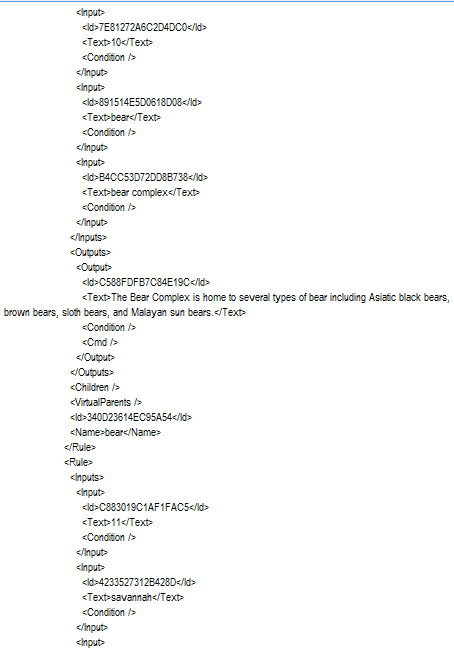 <Input>
<Id>7E81272A6C2D4DC0</Id>
<Text>10</Text>
<Condition />
</Input>
<Input>
<Id>891514E5D0618D08</Id>
<Text>bear</Text>
<Condition />
</Input>
<Input>
<Id>B4CC53D72DD8B738</Id>
<Text>bear complex</Text>
<Condition />
</Input>
</Inputs>
<Outputs>
<Output>
<Id>C588FDFB7C84E19C</Id>
<Text>The Bear Complex is home to several types of bear including Asiatic black bears,
brown bears, sloth bears, and Malayan sun bears.</Text>
<Condition />
<Cmd />
</Output>
</Outputs>
<Children />
<VirtualParents />
<Id>340D23614EC95A54</Id>
<Name>bear</Name>
</Rule>
<Rule>
<Inputs>
<Input>
<Id>C883019C1AF1FAC5</Id>
<Text>11</Text>
<Condition />
</Input>
<Input>
<Id>4233527312B428D</Id>
<Text>savannah</Text>
<Condition />
</Input>
<Input>